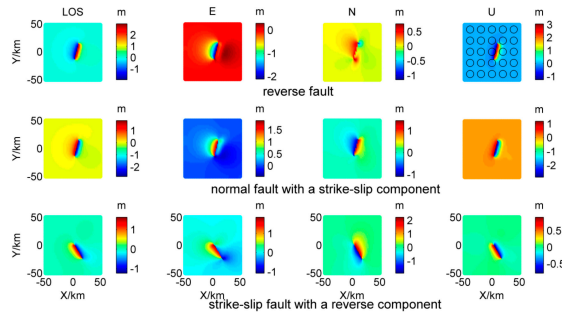 LOS E N U
m m m m
Y/km 50 0 -50
2 1 0 -1
0 -1 -2
0.5 0 -0.5 -1
3 2 1 0 -1
reverse fault
m m m m
Y/km 50 0 -50
1 0 -1 -2
1.5 1 0.5 0
1 0 -1
0 -1 -2
normal fault with a strike-slip component
m m m m
Y/km 50 0 -50
1 0 -1
1 0 -1
2 1 0 -1
0.5 0 -0.5
-50 0 50 -50 0 50 -50 0 50 -50 0 50
X/km X/km X/km X/km
strike-slip fault with a reverse component